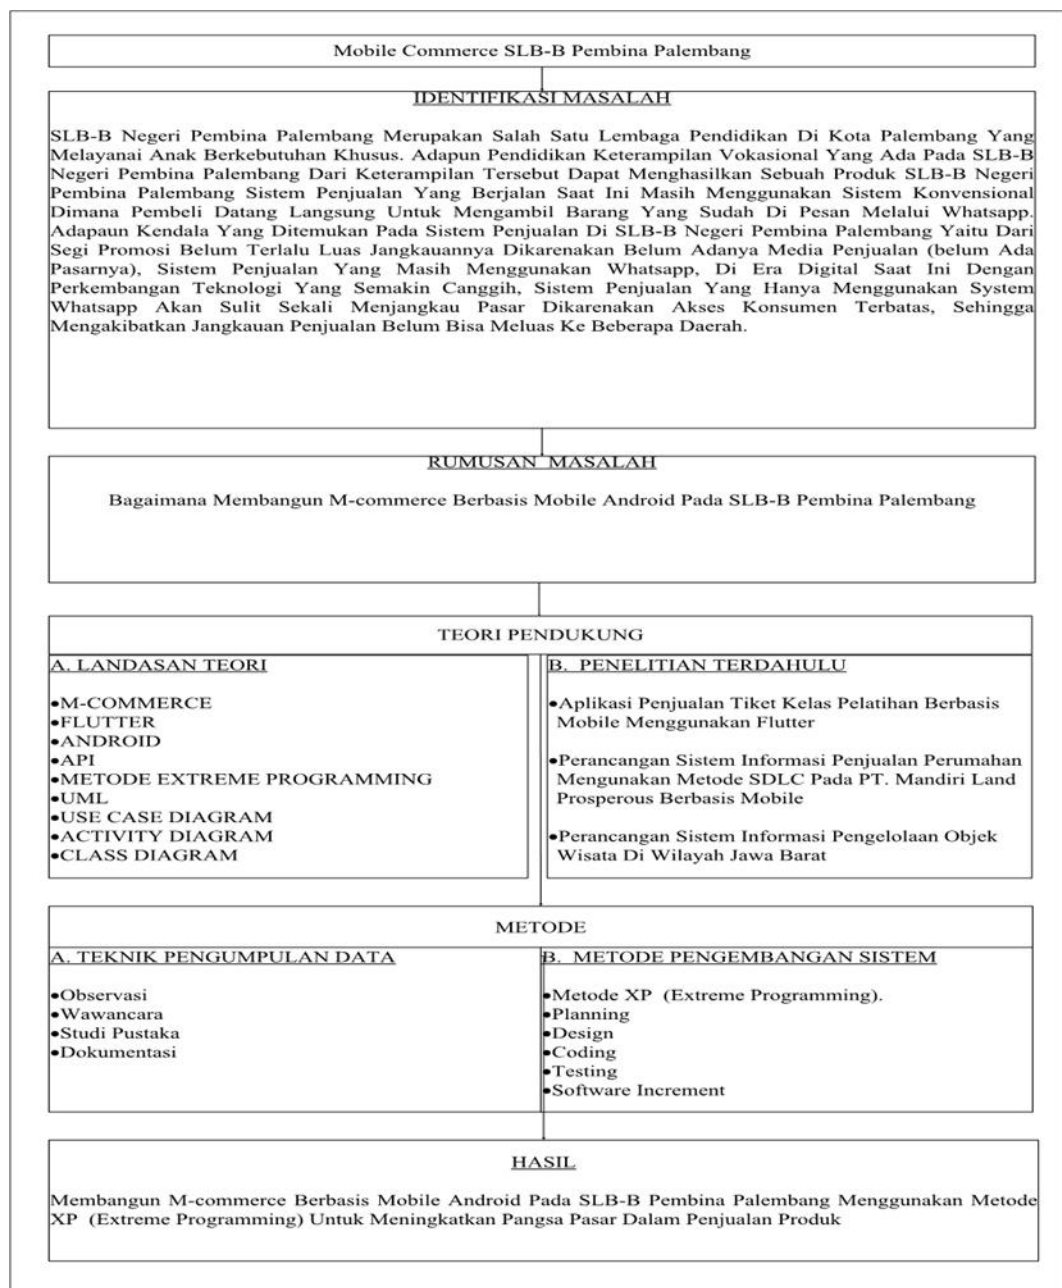 Mobile Commerce SLB-B Pembina Palembang
IDENTIFIKASI MASALAH
SLB-B Negeri Pembina Palembang Merupakan Salah Satu Lembaga Pendidikan Di Kota Palembang Yang
Melayanai Anak Berkebutuhan Khusus. Adapun Pendidikan Keterampilan Vokasional Yang Ada Pada SLB-B
Negeri Pembina Palembang Dari Keterampilan Tersebut Dapat Menghasilkan Sebuah Produk SLB-B Negeri
Pembina Palembang Sistem Penjualan Yang Berjalan Saat Ini Masih Menggunakan Sistem Konvensional
Dimana Pembeli Datang Langsung Untuk Mengambil Barang Yang Sudah Di Pesan Melalui Whatsapp.
Adapaun Kendala Yang Ditemukan Pada Sistem Penjualan Di SLB-B Negeri Pembina Palembang Yaitu Dari
Segi Promosi Belum Terlalu Luas Jangkauannya Dikarenakan Belum Adanya Media Penjualan (belum Ada
Pasarnya), Sistem Penjualan Yang Masih Menggunakan Whatsapp, Di Era Digital Saat Ini Dengan
Perkembangan Teknologi Yang Semakin Canggih, Sistem Penjualan Yang Hanya Menggunakan System
Whatsapp Akan Sulit Sekali Menjangkau Pasar Dikarenakan Akses Konsumen Terbatas, Sehingga
Mengakibatkan Jangkauan Penjualan Belum Bisa Meluas Ke Beberapa Daerah.
RUMUSAN MASALAH
Bagaimana Membangun M-commerce Berbasis Mobile Android Pada SLB-B Pembina Palembang
TEORI PENDUKUNG
A. LANDASAN TEORI
•M-COMMERCE
•FLUTTER
•ANDROID
•API
•METODE EXTREME PROGRAMMING
•UML
•USE CASE DIAGRAM
•ACTIVITY DIAGRAM
•CLASS DIAGRAM
B. PENELITIAN TERDAHULU
•Aplikasi Penjualan Tiket Kelas Pelatihan Berbasis
Mobile Menggunakan Flutter
•Perancangan Sistem Informasi Penjualan Perumahan
Mengunakan Metode SDLC Pada PT. Mandiri Land
Prosperous Berbasis Mobile
•Perancangan Sistem Informasi Pengelolaan Objek
Wisata Di Wilayah Jawa Barat
METODE
A. TEKNIK PENGUMPULAN DATA
•Observasi
•Wawancara
•Studi Pustaka
•Dokumentasi
B. METODE PENGEMBANGAN SISTEM
•Metode XP (Extreme Programming).
•Planning
•Design
•Coding
•Testing
•Software Increment
HASIL
Membangun M-commerce Berbasis Mobile Android Pada SLB-B Pembina Palembang Menggunakan Metode
XP (Extreme Programming) Untuk Meningkatkan Pangsa Pasar Dalam Penjualan Produk